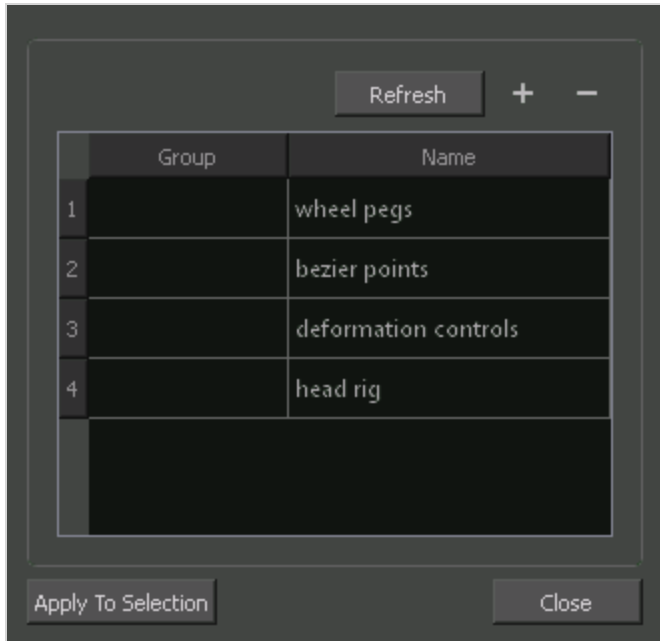 Refresh + −
Group Name
1 wheel pegs
2 bezier points
3 deformation controls
4 head rig
Apply To Selection Close